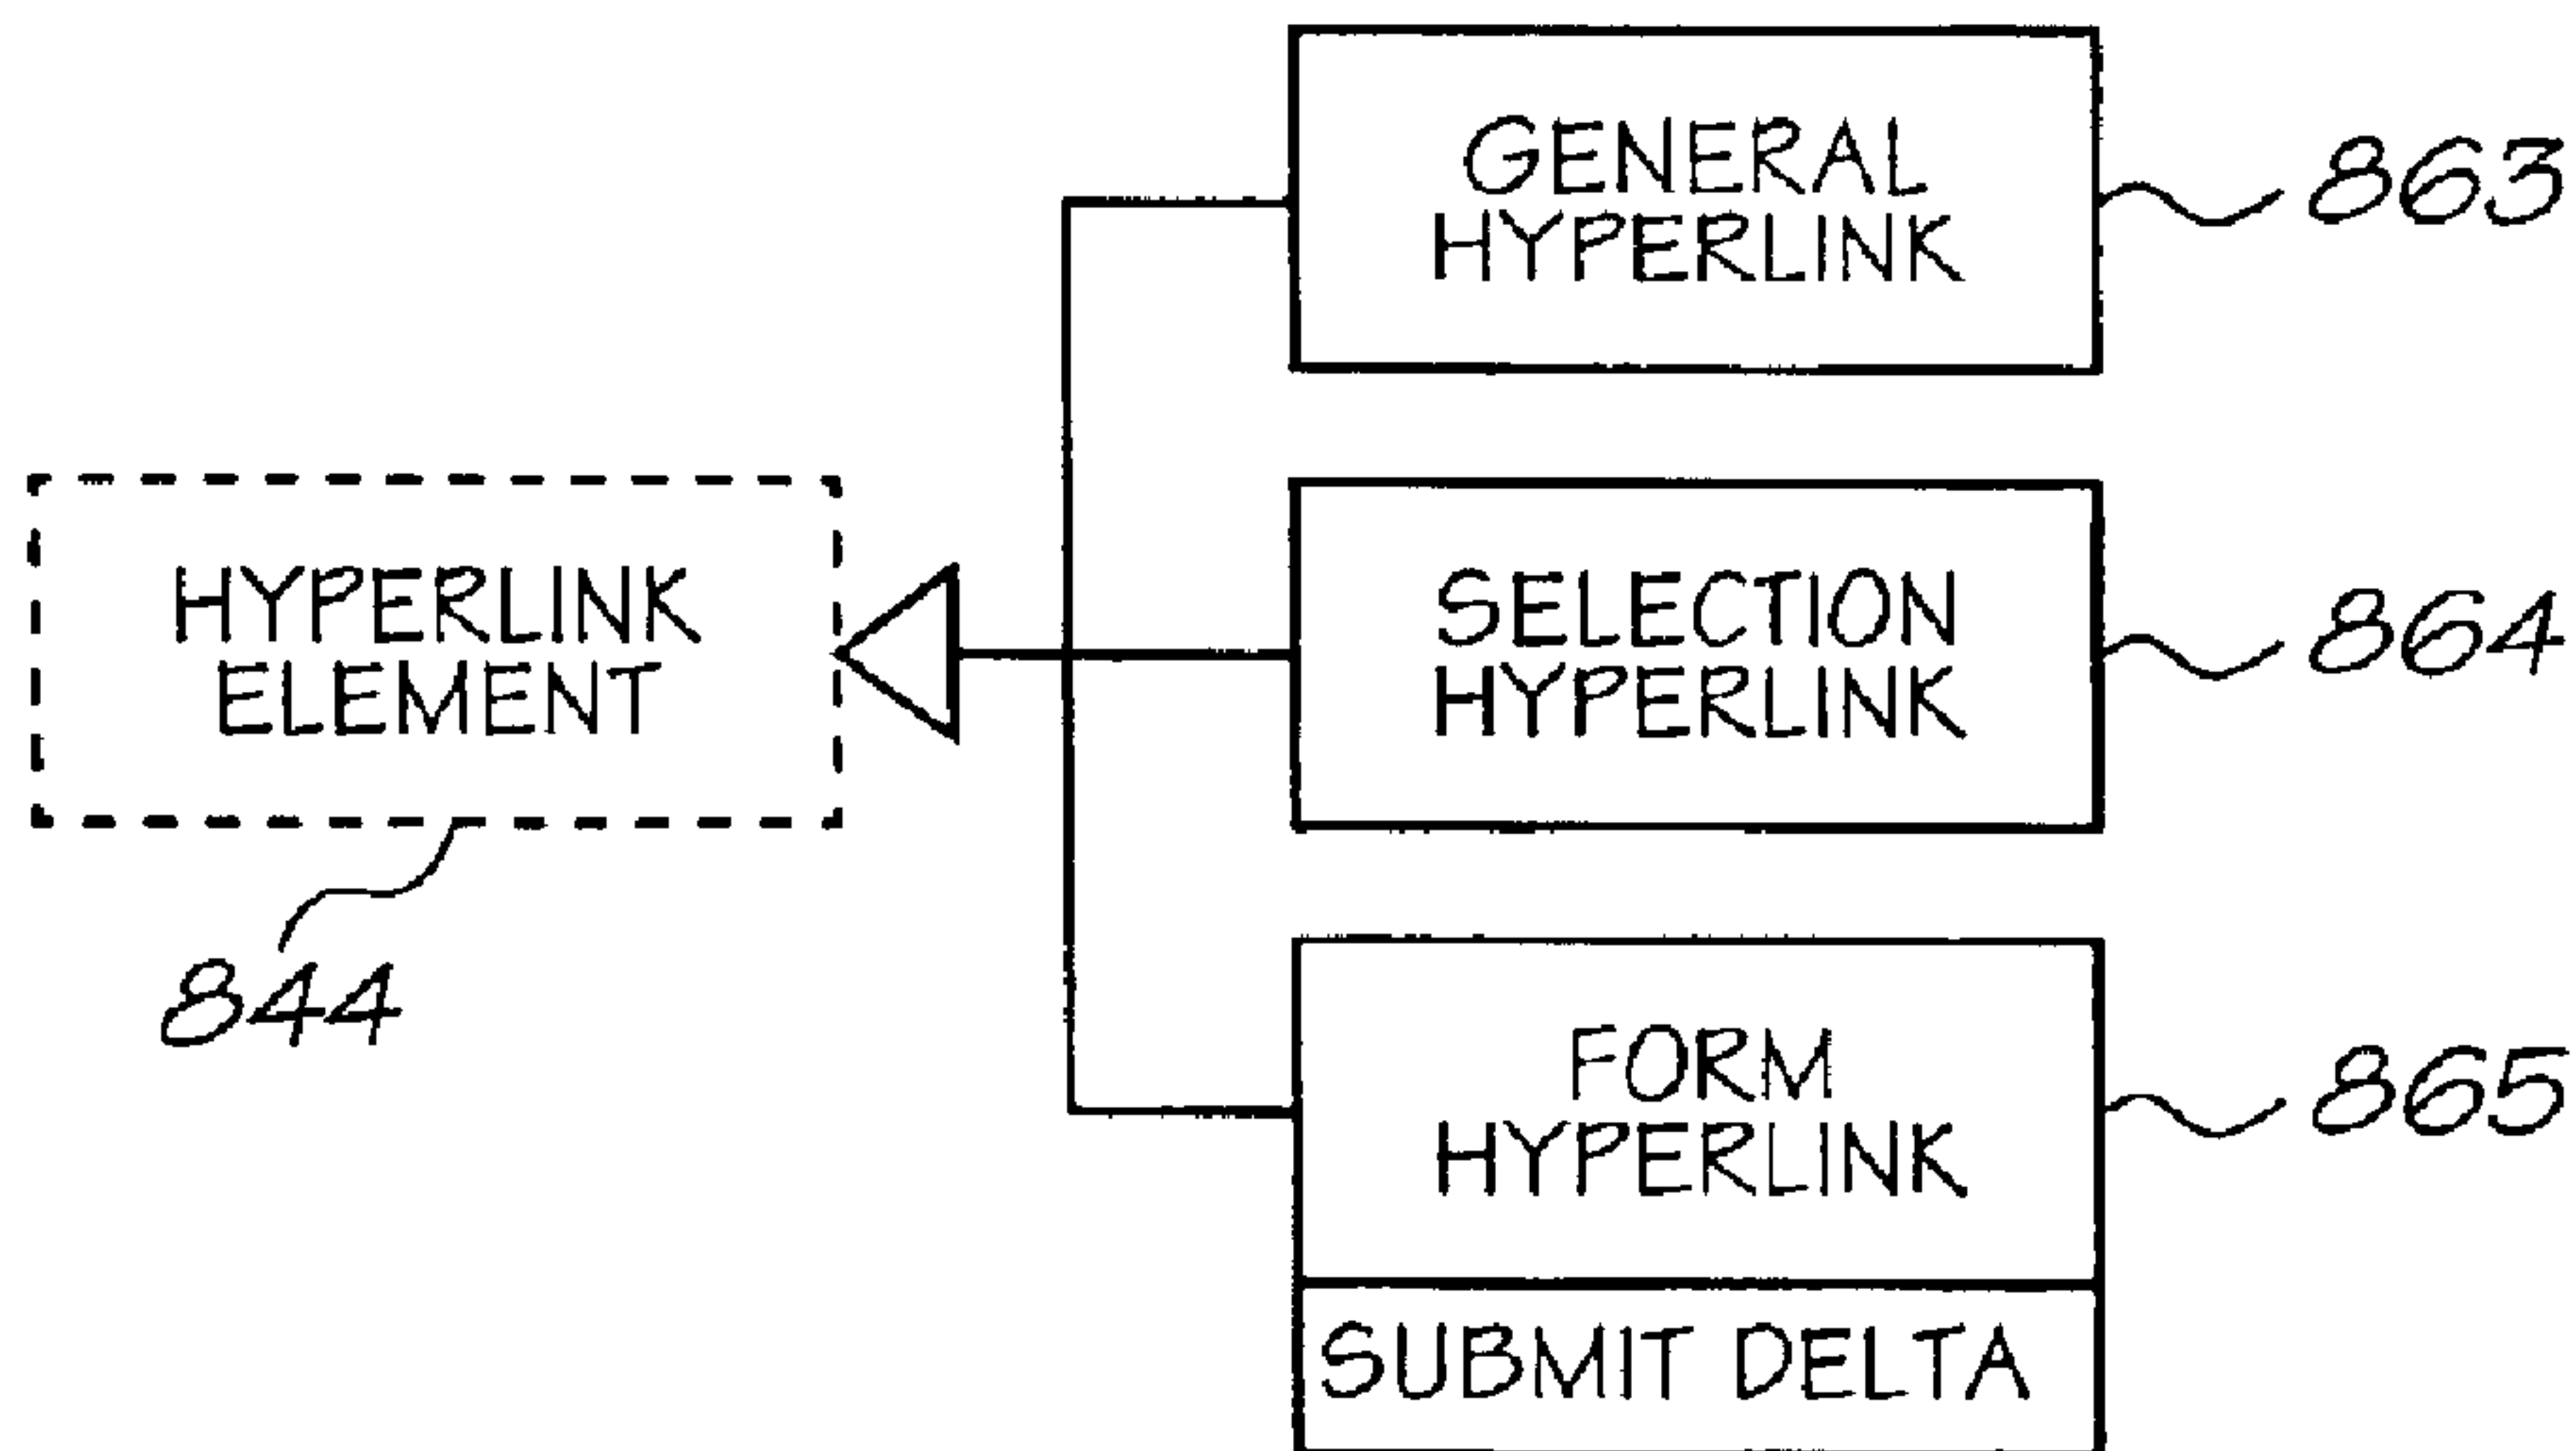 GENERAL
HYPERLINK
863
HYPERLINK
ELEMENT
844
SELECTION
HYPERLINK
864
FORM
HYPERLINK
865
SUBMIT DELTA